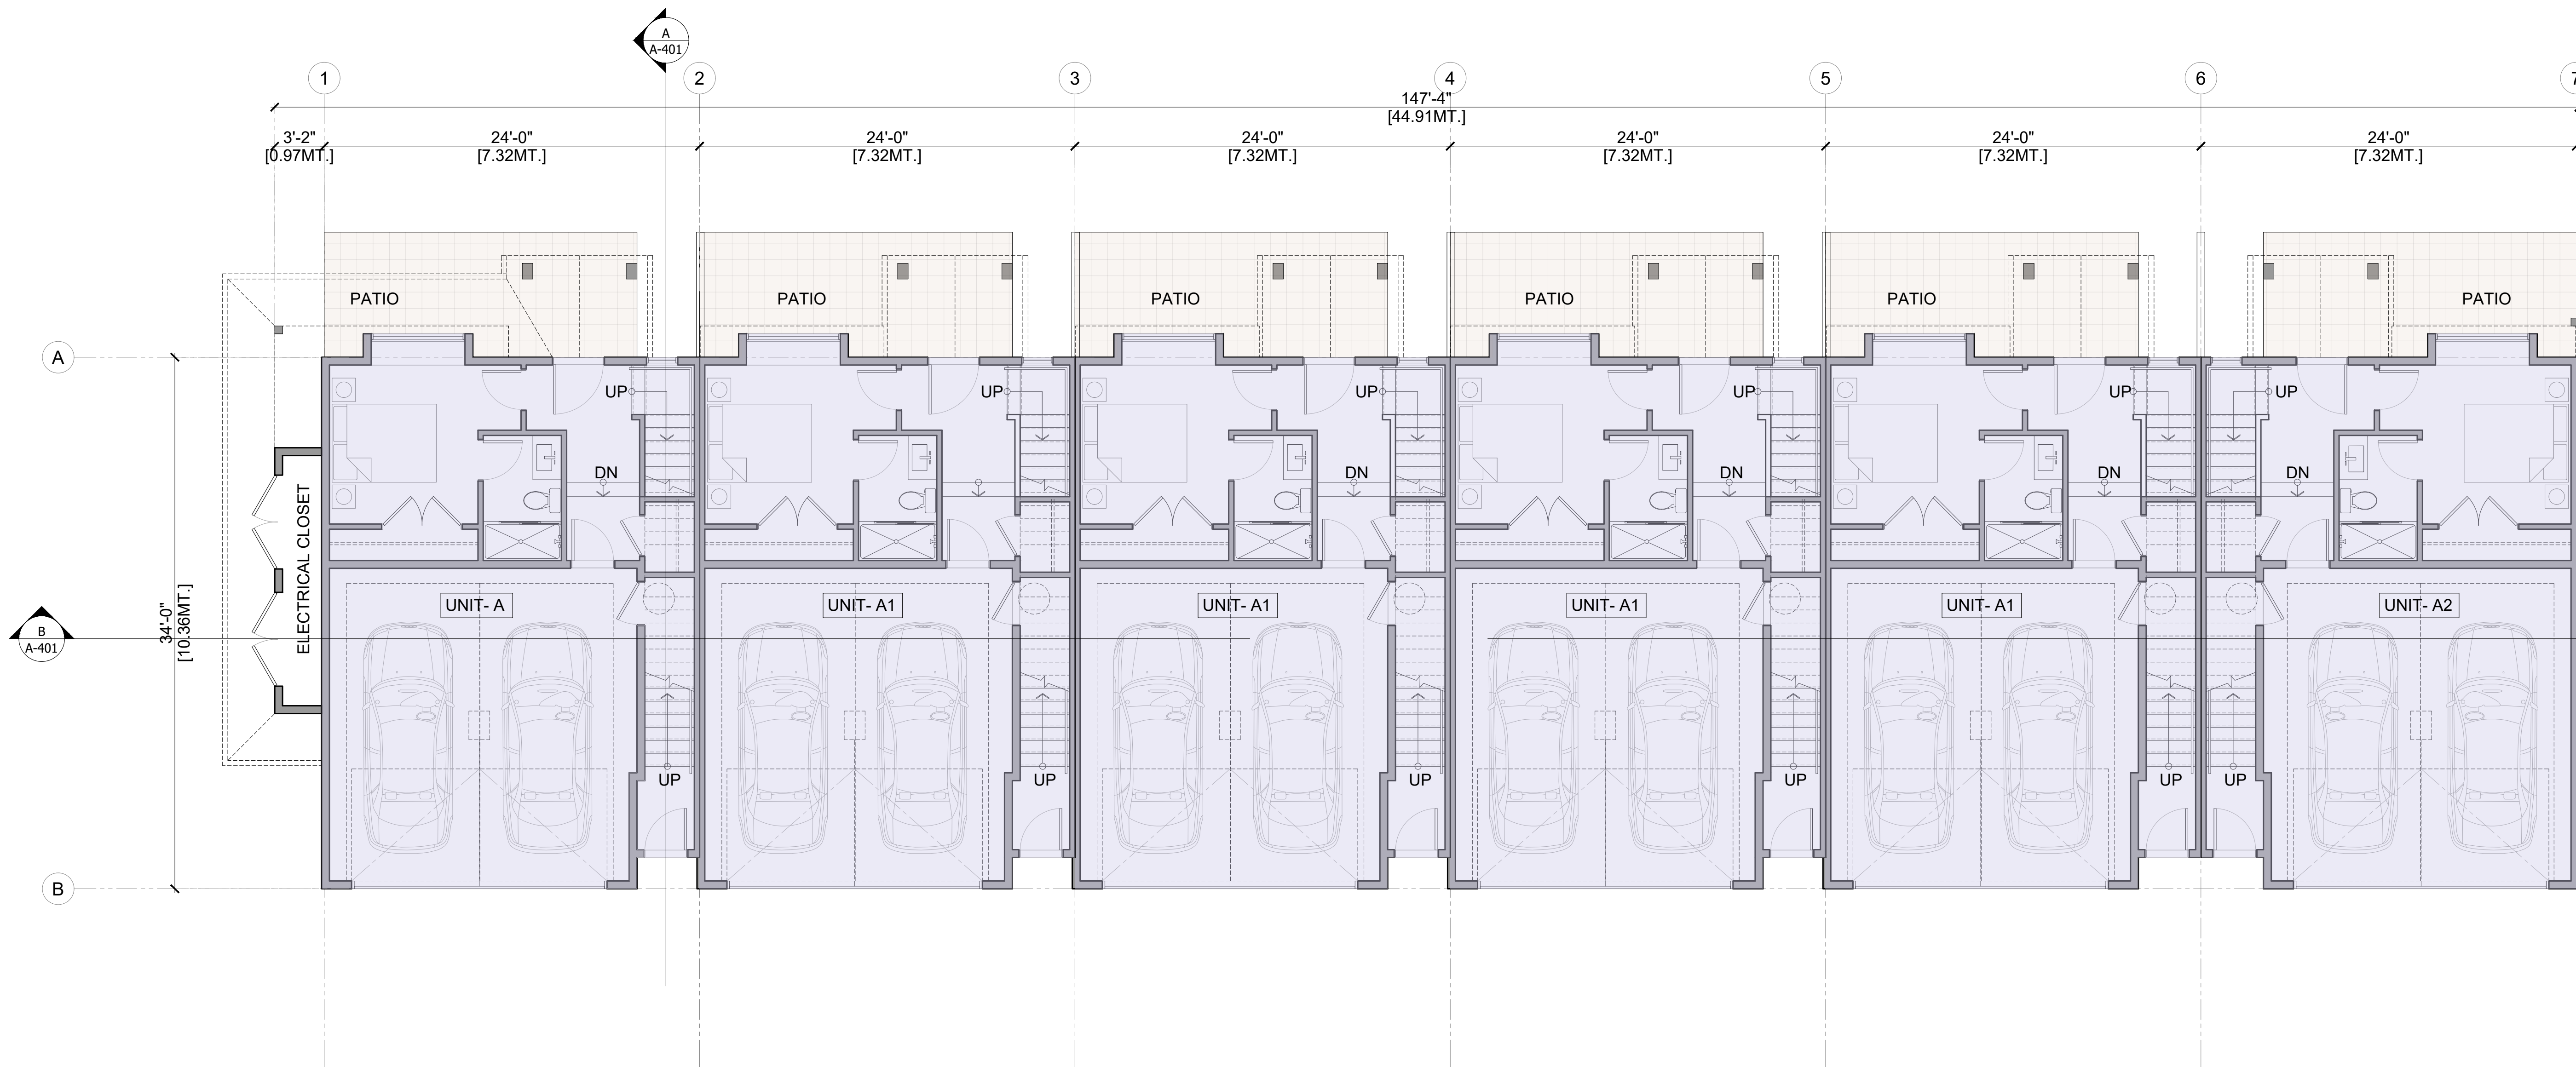 A
A-401
1
2
3
4
5
6
7
147'-4"
[44.91MT.]
3'-2"
[0.97MT.]
24'-0"
[7.32MT.]
24'-0"
[7.32MT.]
24'-0"
[7.32MT.]
24'-0"
[7.32MT.]
24'-0"
[7.32MT.]
24'-0"
[7.32MT.]
PATIO
PATIO
PATIO
PATIO
PATIO
PATIO
A
UP
UP
UP
UP
UP
UP
DN
DN
DN
DN
DN
ELECTRICAL CLOSET
34'-0"
[10.36MT.]
B
A-401
UNIT- A
UNIT- A1
UNIT- A1
UNIT- A1
UNIT- A1
UNIT- A2
UP
UP
UP
UP
UP
UP
B